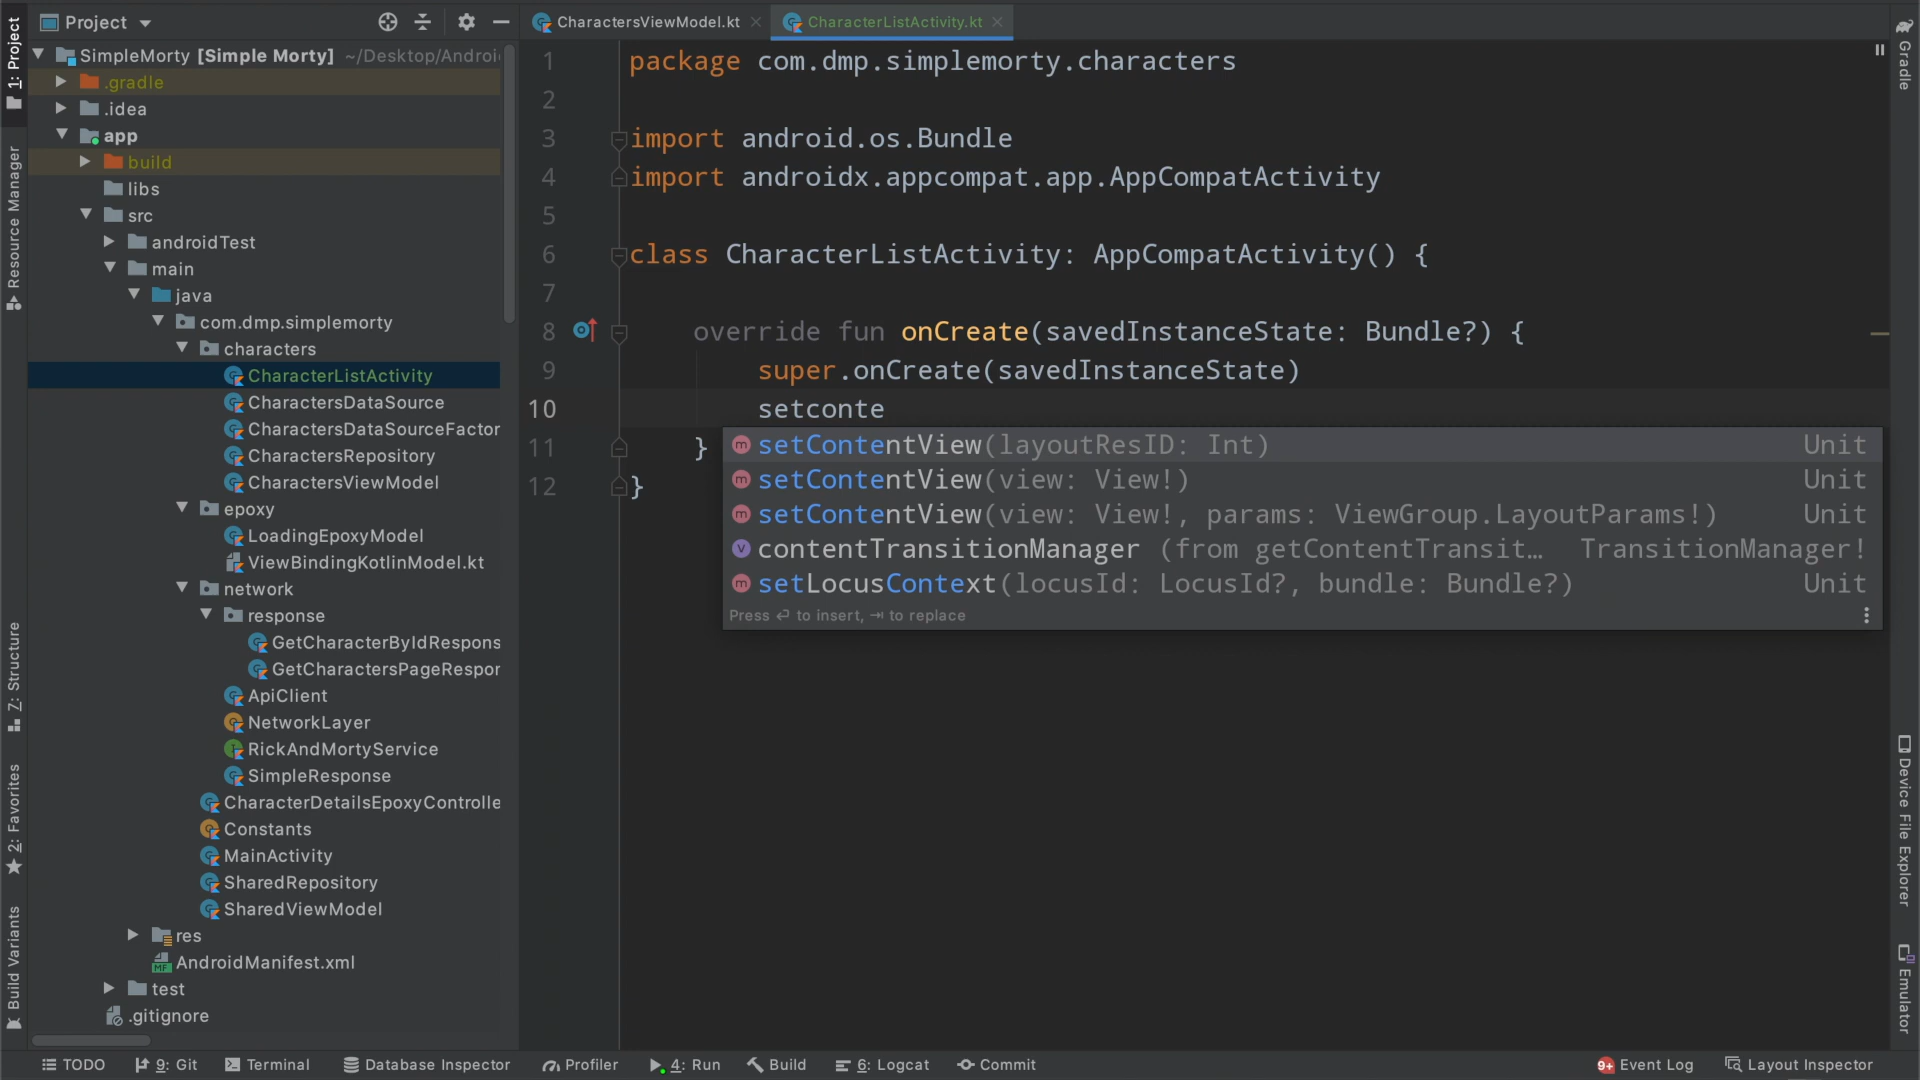 Project
CharactersViewModel.kt
CharacterListActivity.kt
1: Project
Resource Manager
Z: Structure
2: Favorites
Build Variants
SimpleMorty [Simple Morty] ~/Desktop/Androi
.gradle
.idea
app
build
libs
src
androidTest
main
java
com.dmp.simplemorty
characters
CharacterListActivity
CharactersDataSource
CharactersDataSourceFactor
CharactersRepository
CharactersViewModel
epoxy
LoadingEpoxyModel
ViewBindingKotlinModel.kt
network
response
GetCharacterByIdRespons
GetCharactersPageRespor
ApiClient
NetworkLayer
RickAndMortyService
SimpleResponse
CharacterDetailsEpoxyControlle
Constants
MainActivity
SharedRepository
SharedViewModel
res
AndroidManifest.xml
test
.gitignore
1 package com.dmp.simplemorty.characters
2
3 import android.os.Bundle
4 import androidx.appcompat.app.AppCompatActivity
5
6 class CharacterListActivity: AppCompatActivity() {
7
8 override fun onCreate(savedInstanceState: Bundle?) {
9 super.onCreate(savedInstanceState)
10 setconte
11 }
12 }
setContentView(layoutResID: Int) Unit
setContentView(view: View!) Unit
setContentView(view: View!, params: ViewGroup.LayoutParams!) Unit
contentTransitionManager (from getContentTransit… TransitionManager!
setLocusContext(locusId: LocusId?, bundle: Bundle?) Unit
Press ↩ to insert, ⇥ to replace
Gradle
Device File Explorer
Emulator
TODO
9: Git
Terminal
Database Inspector
Profiler
4: Run
Build
6: Logcat
Commit
9+ Event Log
Layout Inspector